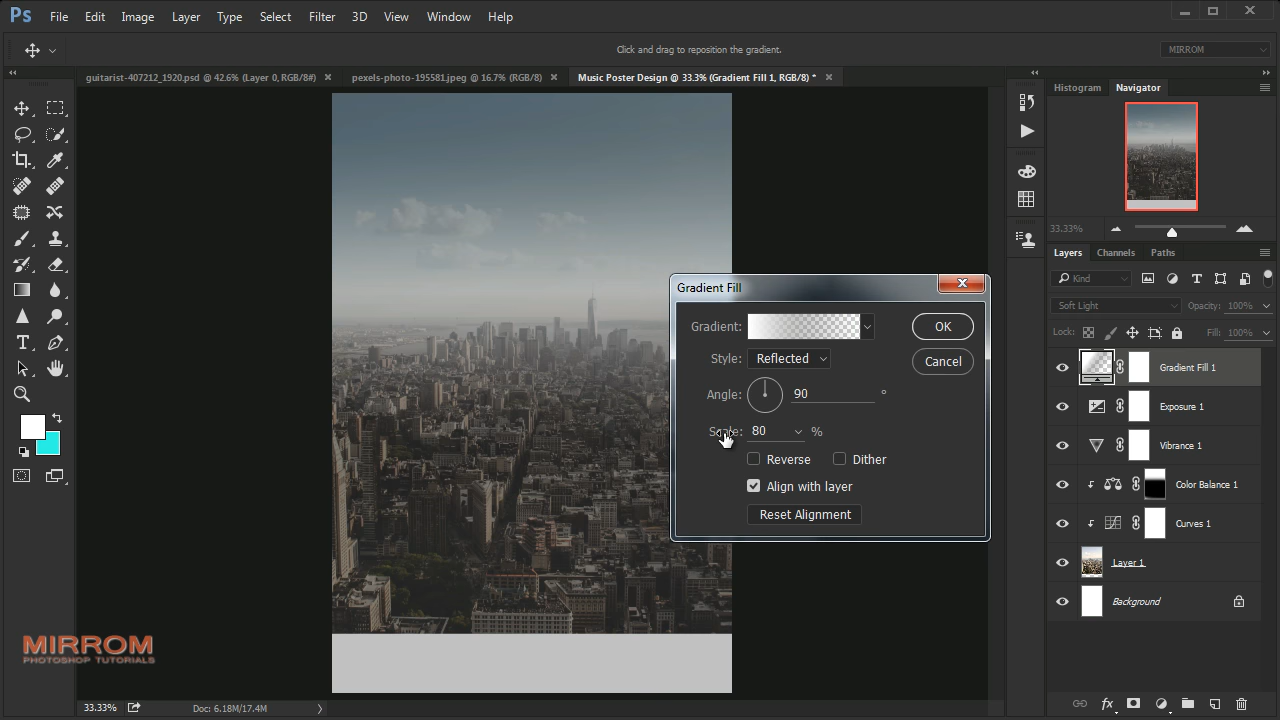 Ps File Edit Image Layer Type Select Filter 3D View Window Help
Click and drag to reposition the gradient.
MIRROM
guitarist-407212_1920.psd @ 42.6% (Layer 0, RGB/8#)
pexels-photo-195581.jpeg @ 16.7% (RGB/8)
Music Poster Design @ 33.3% (Gradient Fill 1, RGB/8) *
Histogram Navigator
33.33%
Layers Channels Paths
Kind
Soft Light Opacity: 100%
Lock: Fill: 100%
Gradient Fill 1
Exposure 1
Vibrance 1
Color Balance 1
Curves 1
Layer 1
Background
fx
Gradient Fill
Gradient: OK
Style: Reflected Cancel
Angle: 90 °
Scale: 80 %
Reverse Dither
Align with layer
Reset Alignment
MIRROM
PHOTOSHOP TUTORIALS
33.33% Doc: 6.18M/17.4M